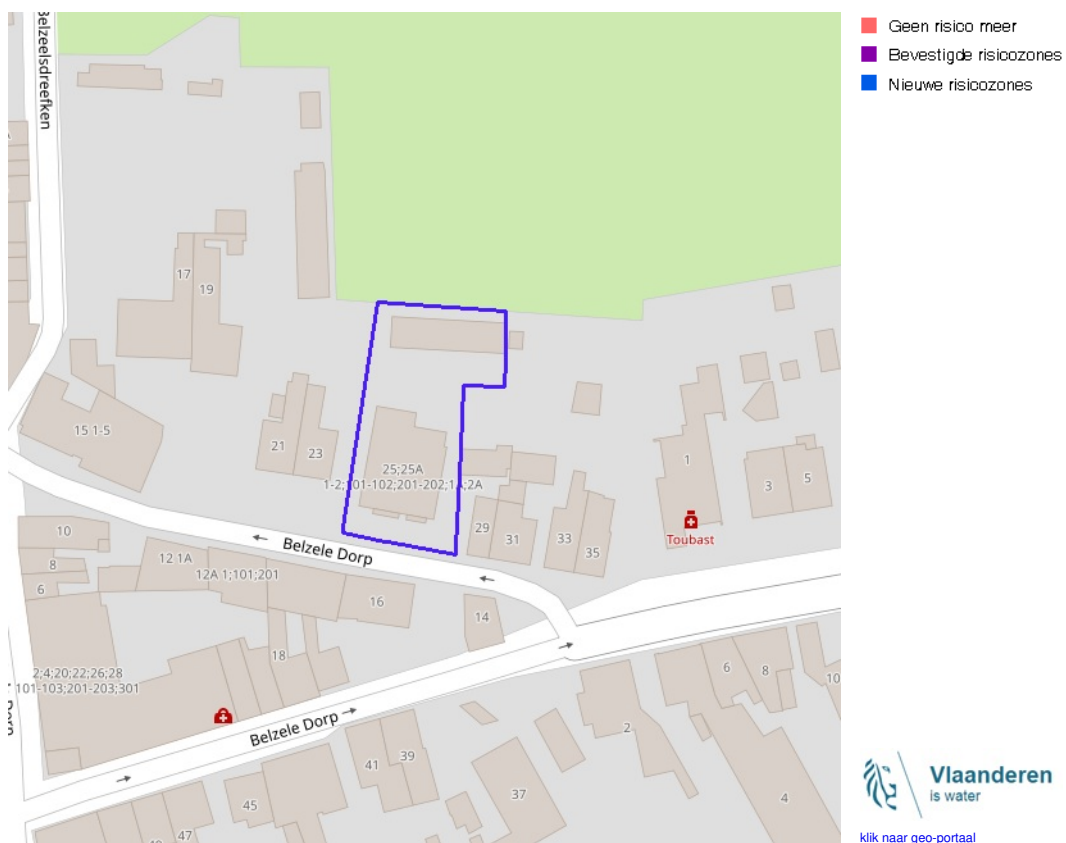 Belzeelsdreefken
Geen risico meer
Bevestigde risicozones
Nieuwe risicozones
17
19
15 1-5
21
23
25;25A
1-2;101-102;201-202;1A;2A
29
31
33
35
1
Toubast
3
5
10
8
6
12 1A
12A 1;101;201
16
14
18
Belzele Dorp
2;4;20;22;26;28
101-103;201-203;301
Belzele Dorp
41
39
45
47
37
2
6
8
10
4
Vlaanderen
is water
klik naar geo-portaal